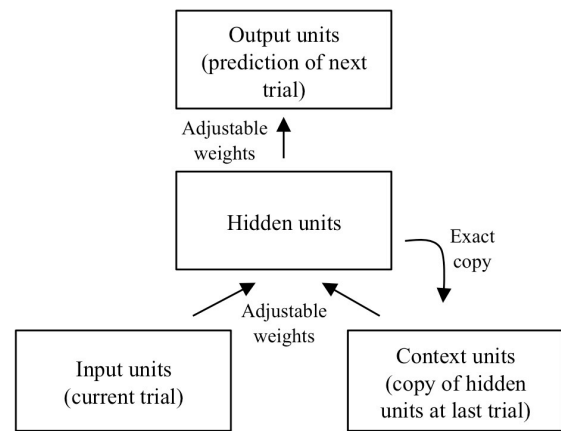 Output units
(prediction of next
trial)
Adjustable
weights
Hidden units
Exact
copy
Adjustable
weights
Input units
(current trial)
Context units
(copy of hidden
units at last trial)